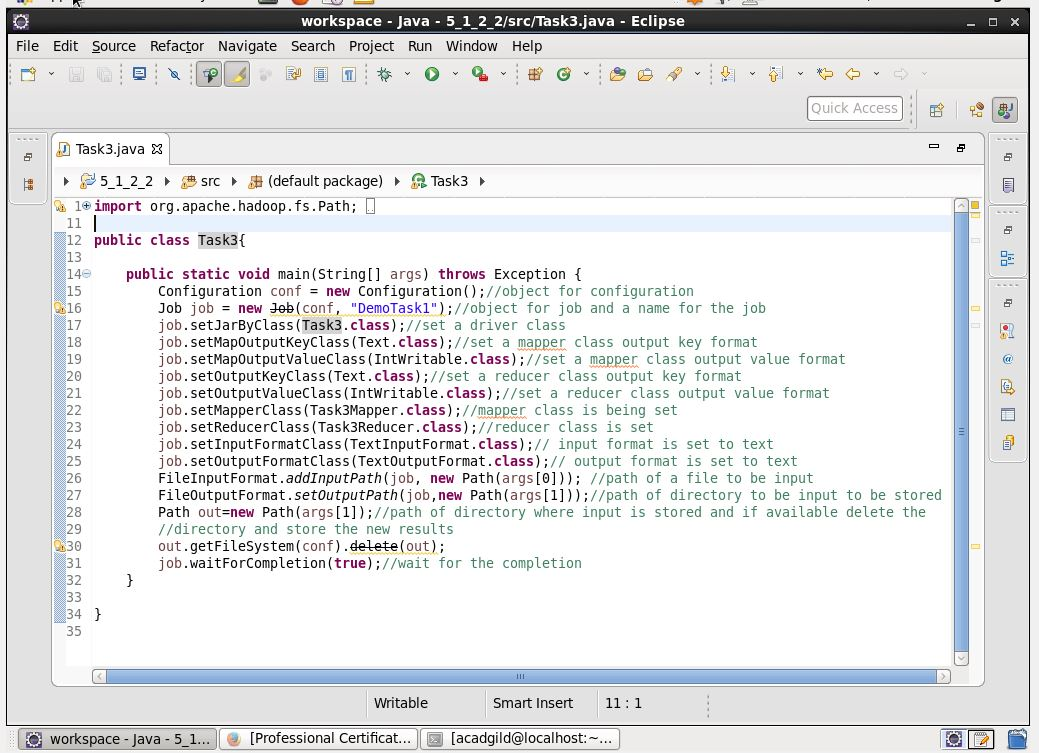 workspace - Java - 5_1_2_2/src/Task3.java - Eclipse
File Edit Source Refactor Navigate Search Project Run Window Help
Quick Access
Task3.java
5_1_2_2 src (default package) Task3
1 import org.apache.hadoop.fs.Path;
11
12 public class Task3{
13
14 public static void main(String[] args) throws Exception {
15 Configuration conf = new Configuration();//object for configuration
16 Job job = new Job(conf, "DemoTask1");//object for job and a name for the job
17 job.setJarByClass(Task3.class);//set a driver class
18 job.setMapOutputKeyClass(Text.class);//set a mapper class output key format
19 job.setMapOutputValueClass(IntWritable.class);//set a mapper class output value format
20 job.setOutputKeyClass(Text.class);//set a reducer class output key format
21 job.setOutputValueClass(IntWritable.class);//set a reducer class output value format
22 job.setMapperClass(Task3Mapper.class);//mapper class is being set
23 job.setReducerClass(Task3Reducer.class);//reducer class is set
24 job.setInputFormatClass(TextInputFormat.class);// input format is set to text
25 job.setOutputFormatClass(TextOutputFormat.class);// output format is set to text
26 FileInputFormat.addInputPath(job, new Path(args[0])); //path of a file to be input
27 FileOutputFormat.setOutputPath(job,new Path(args[1]));//path of directory to be input to be stored
28 Path out=new Path(args[1]);//path of directory where input is stored and if available delete the
29 //directory and store the new results
30 out.getFileSystem(conf).delete(out);
31 job.waitForCompletion(true);//wait for the completion
32 }
33
34 }
35
Writable Smart Insert 11 : 1
workspace - Java - 5_1... [Professional Certificat... [acadgild@localhost:~...